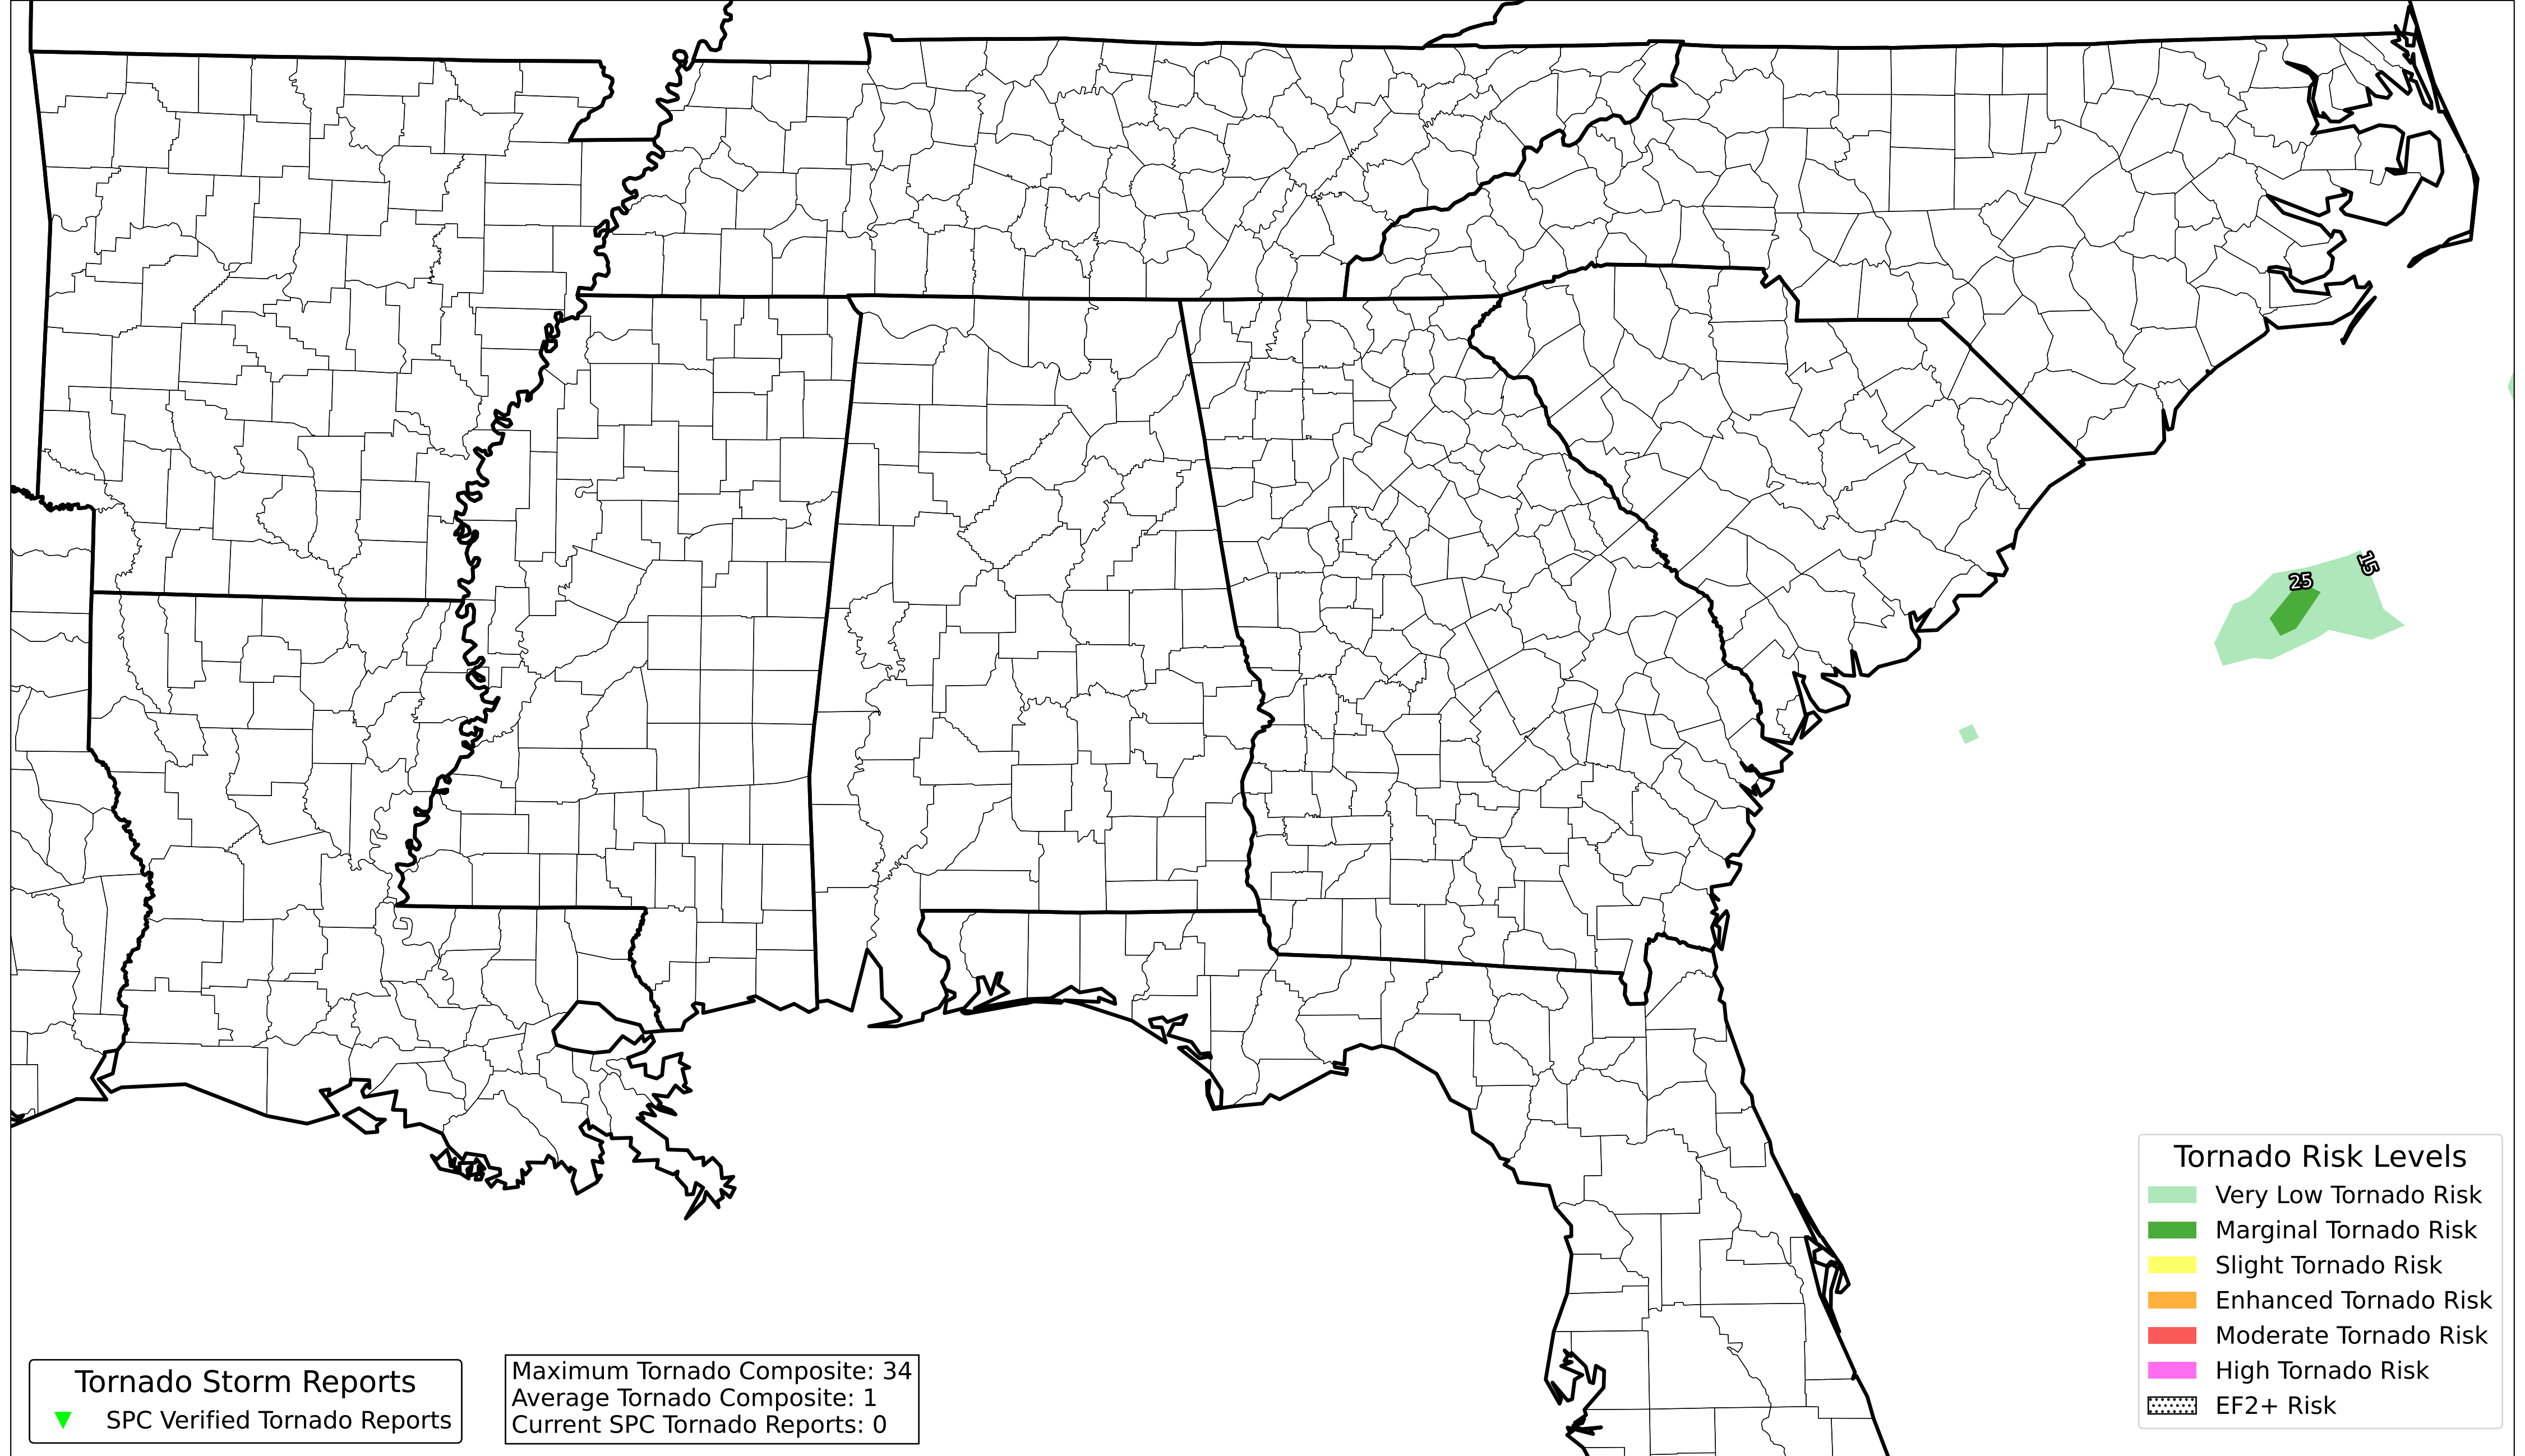 15
25
Tornado Risk Levels
Very Low Tornado Risk
Marginal Tornado Risk
Slight Tornado Risk
Enhanced Tornado Risk
Moderate Tornado Risk
High Tornado Risk
EF2+ Risk
Tornado Storm Reports
SPC Verified Tornado Reports
Maximum Tornado Composite: 34
Average Tornado Composite: 1
Current SPC Tornado Reports: 0